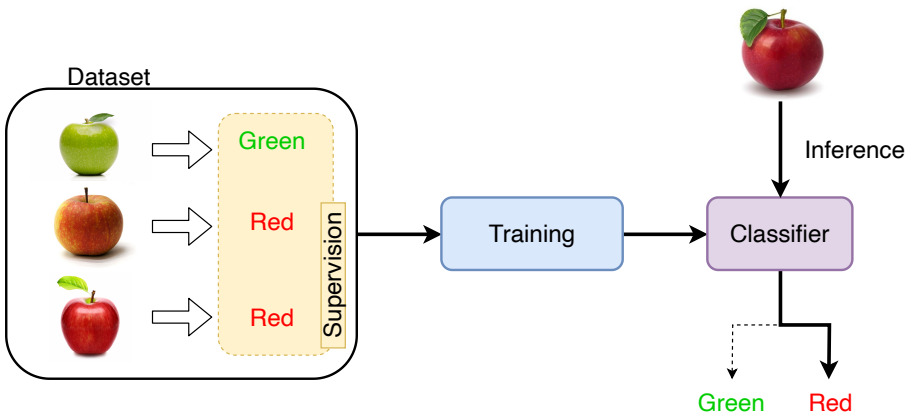 Dataset
Green
Red
Red
Supervision
Training
Inference
Classifier
Green
Red